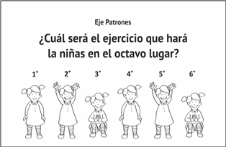 Eje Patrones
¿Cuál será el ejercicio que hará
la niñas en el octavo lugar?
1° 2° 3° 4° 5° 6°